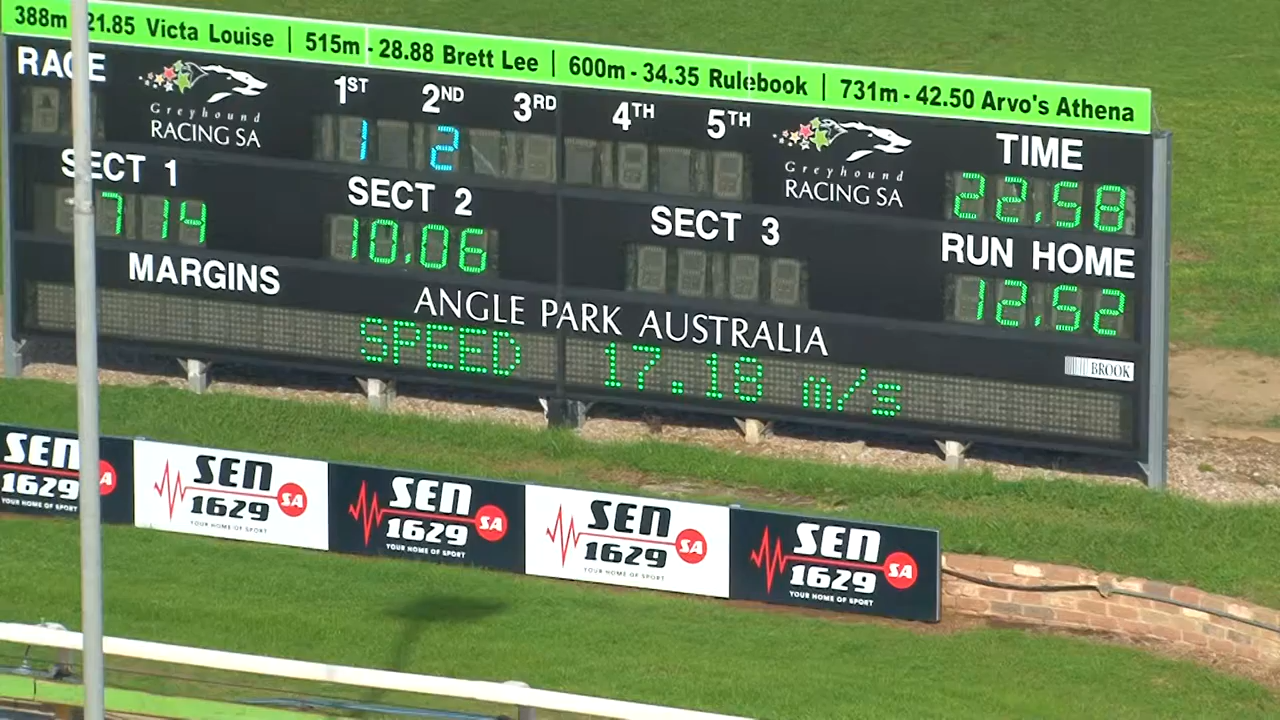 388m 21.85 Victa Louise | 515m - 28.88 Brett Lee | 600m - 34.35 Rulebook | 731m - 42.50 Arvo's Athena
RACE
Greyhound
RACING SA
1ST 2ND 3RD 4TH 5TH
1 2
Greyhound
RACING SA
TIME
22.58
SECT 1
7 14
SECT 2
10.06
SECT 3
RUN HOME
12.52
MARGINS
ANGLE PARK AUSTRALIA
BROOK
SPEED 17.18 m/s
SEN
1629 SA
YOUR HOME OF SPORT
SEN
1629 SA
YOUR HOME OF SPORT
SEN
1629 SA
YOUR HOME OF SPORT
SEN
1629 SA
YOUR HOME OF SPORT
SEN
1629 SA
YOUR HOME OF SPORT